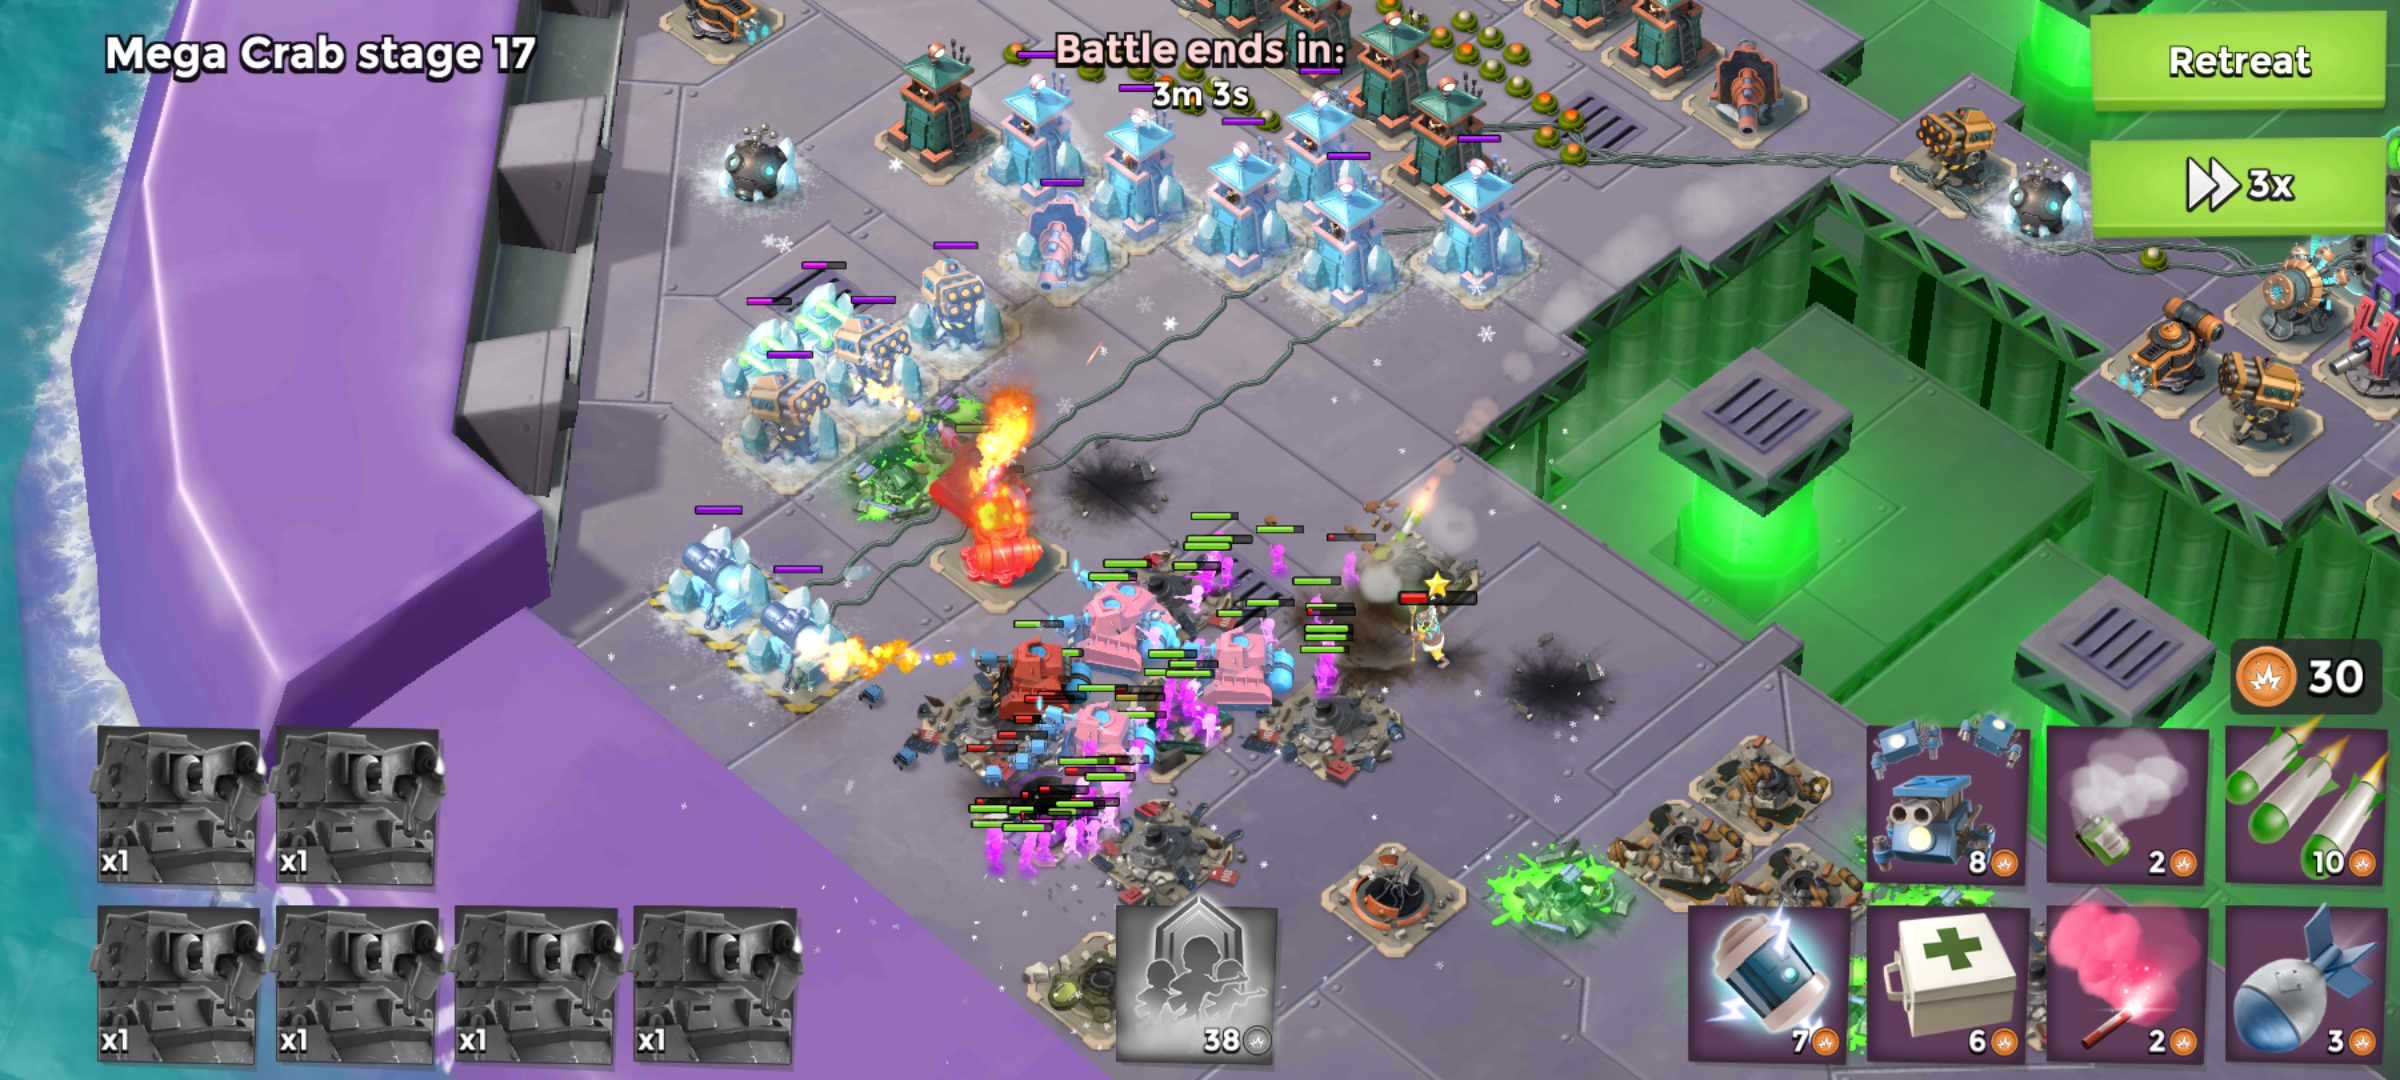 Mega Crab stage 17
Battle ends in:
3m 3s
Retreat
3x
30
8
2
10
x1
x1
x1
x1
x1
x1
38
7
6
2
3